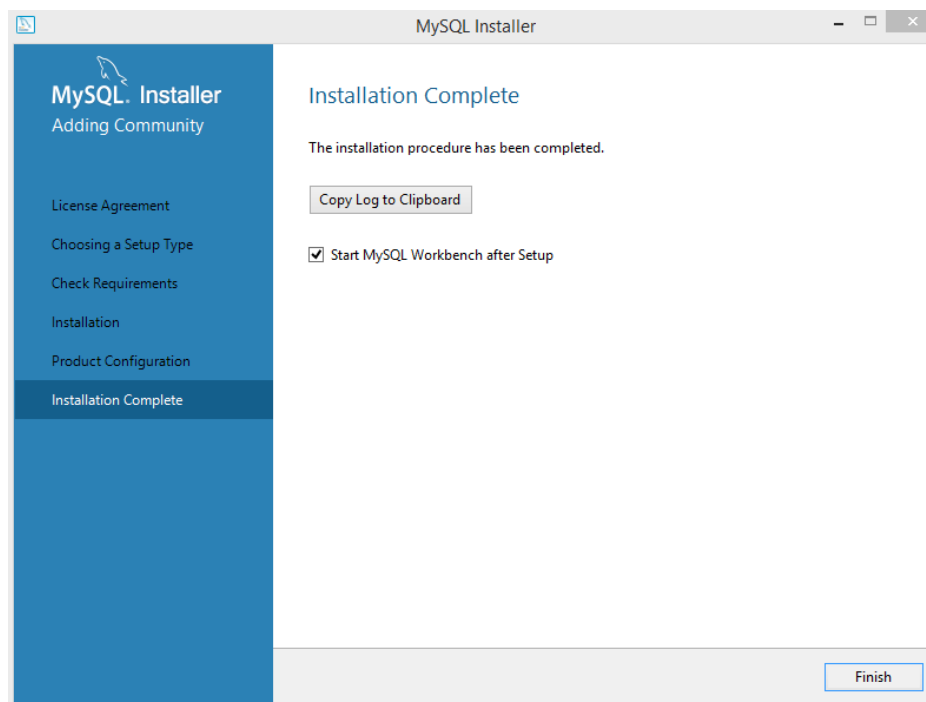 MySQL Installer
MySQL. Installer
Adding Community
License Agreement
Choosing a Setup Type
Check Requirements
Installation
Product Configuration
Installation Complete
Installation Complete
The installation procedure has been completed.
Copy Log to Clipboard
Start MySQL Workbench after Setup
Finish